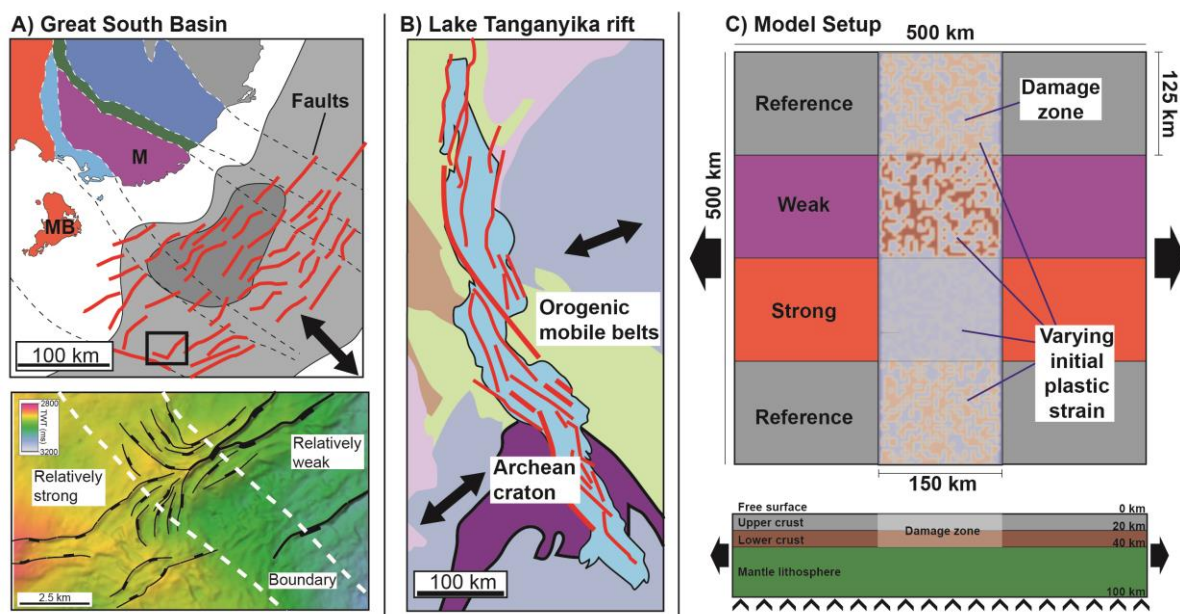 A) Great South Basin
Faults
M
MB
100 km
2800
TWT (ms)
3200
Relatively
weak
Relatively
strong
Boundary
2.5 km
B) Lake Tanganyika rift
Orogenic
mobile belts
Archean
craton
100 km
C) Model Setup
500 km
125 km
500 km
Reference
Damage
zone
Weak
Strong
Varying
initial
plastic
strain
Reference
150 km
Free surface
0 km
Upper crust
20 km
Lower crust
40 km
Damage zone
Mantle lithosphere
100 km